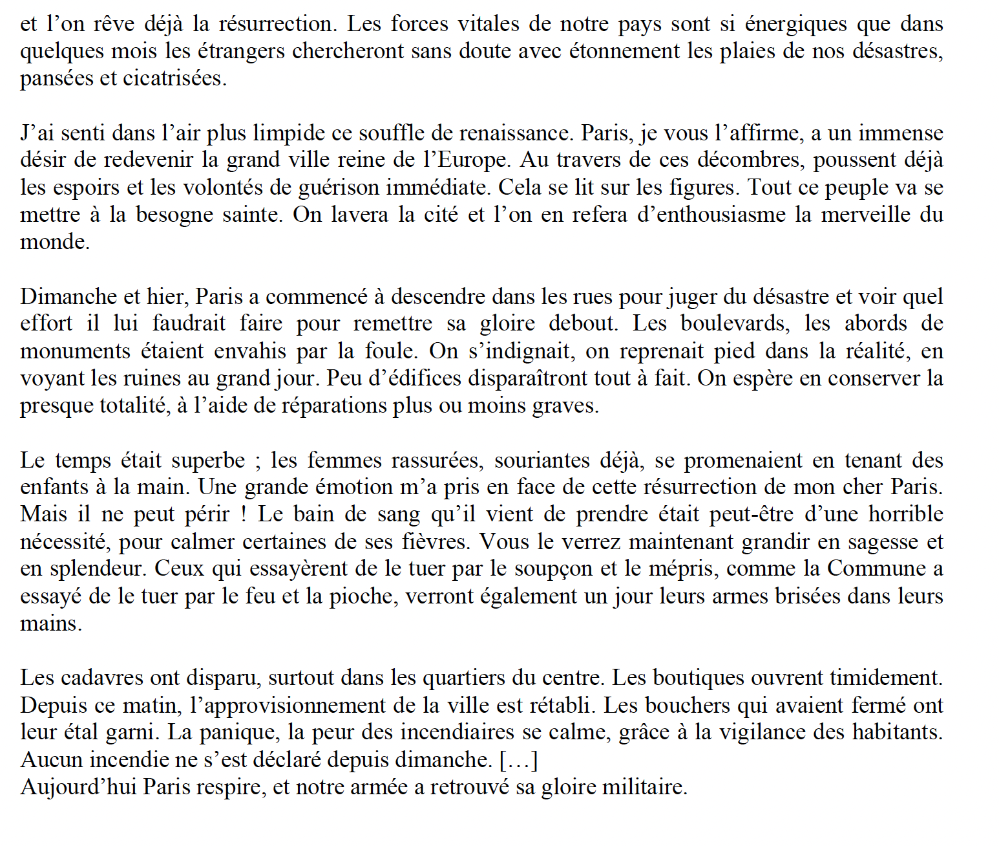 et l’on rêve déjà la résurrection. Les forces vitales de notre pays sont si énergiques que dans
quelques mois les étrangers chercheront sans doute avec étonnement les plaies de nos désastres,
pansées et cicatrisées.
J’ai senti dans l’air plus limpide ce souffle de renaissance. Paris, je vous l’affirme, a un immense
désir de redevenir la grand ville reine de l’Europe. Au travers de ces décombres, poussent déjà
les espoirs et les volontés de guérison immédiate. Cela se lit sur les figures. Tout ce peuple va se
mettre à la besogne sainte. On lavera la cité et l’on en refera d’enthousiasme la merveille du
monde.
Dimanche et hier, Paris a commencé à descendre dans les rues pour juger du désastre et voir quel
effort il lui faudrait faire pour remettre sa gloire debout. Les boulevards, les abords de
monuments étaient envahis par la foule. On s’indignait, on reprenait pied dans la réalité, en
voyant les ruines au grand jour. Peu d’édifices disparaîtront tout à fait. On espère en conserver la
presque totalité, à l’aide de réparations plus ou moins graves.
Le temps était superbe ; les femmes rassurées, souriantes déjà, se promenaient en tenant des
enfants à la main. Une grande émotion m’a pris en face de cette résurrection de mon cher Paris.
Mais il ne peut périr ! Le bain de sang qu’il vient de prendre était peut-être d’une horrible
nécessité, pour calmer certaines de ses fièvres. Vous le verrez maintenant grandir en sagesse et
en splendeur. Ceux qui essayèrent de le tuer par le soupçon et le mépris, comme la Commune a
essayé de le tuer par le feu et la pioche, verront également un jour leurs armes brisées dans leurs
mains.
Les cadavres ont disparu, surtout dans les quartiers du centre. Les boutiques ouvrent timidement.
Depuis ce matin, l’approvisionnement de la ville est rétabli. Les bouchers qui avaient fermé ont
leur étal garni. La panique, la peur des incendiaires se calme, grâce à la vigilance des habitants.
Aucun incendie ne s’est déclaré depuis dimanche. […]
Aujourd’hui Paris respire, et notre armée a retrouvé sa gloire militaire.